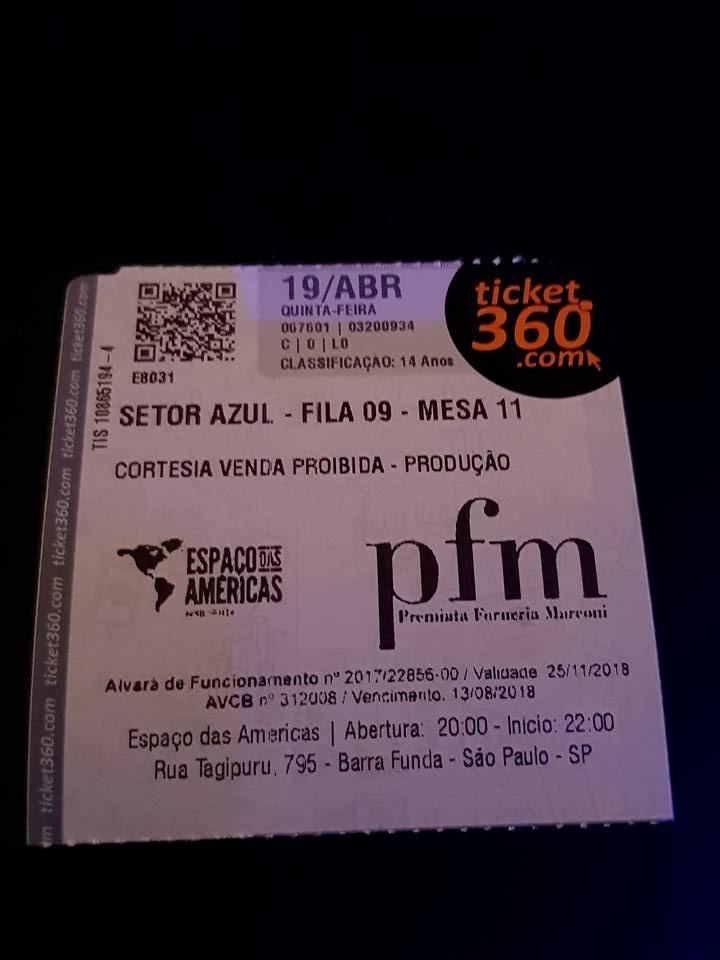 19/ABR
QUINTA-FEIRA
067601 | 03200934
C | 0 | L0
CLASSIFICAÇÃO: 14 Anos
ticket
360
.com
E8031
TIS 10865194-4
SETOR AZUL - FILA 09 - MESA 11
CORTESIA VENDA PROIBIDA - PRODUÇÃO
ESPAÇO DAS
AMÉRICAS
pfm
Premiata Forneria Marconi
Alvará de Funcionamento nº 2017/22856-00 / Validade 25/11/2018
AVCB nº 312008 / Vencimento. 13/08/2018
Espaço das Americas | Abertura: 20:00 - Início: 22:00
Rua Tagipuru, 795 - Barra Funda - São Paulo - SP
ticket360.com ticket360.com ticket360.com ticket360.com ticket360.com